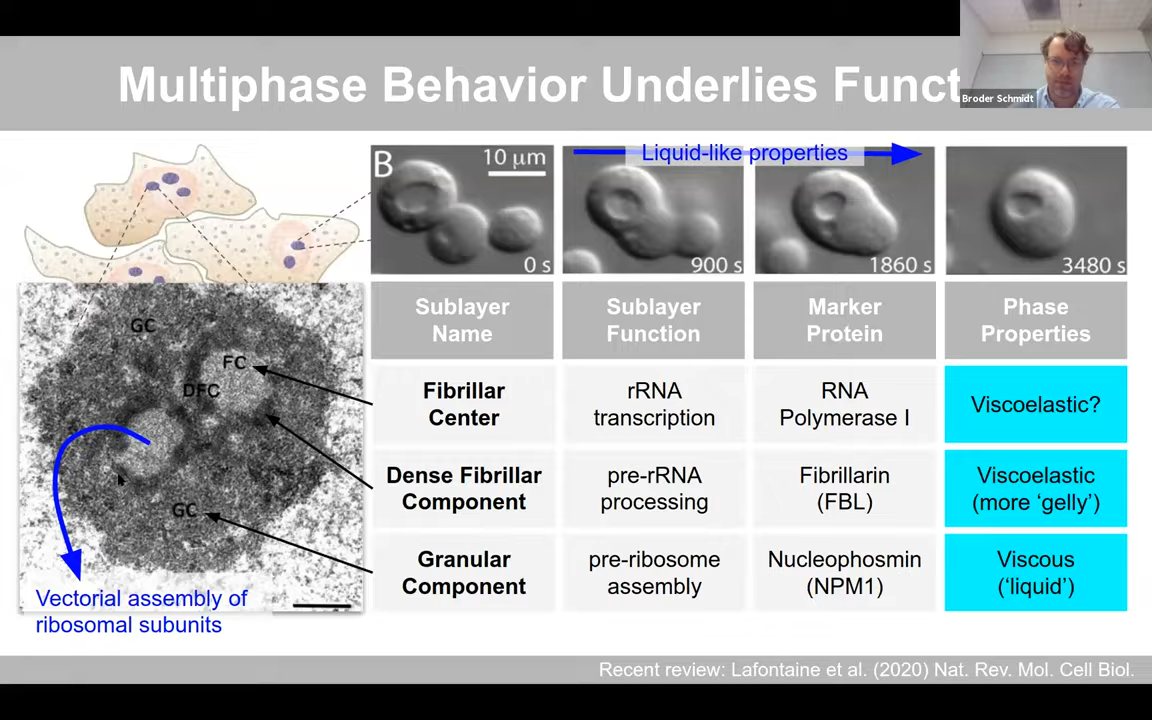 Multiphase Behavior Underlies Funct
Broder Schmidt
B
10 μm
0 s
Liquid-like properties
900 s
1860 s
3480 s
GC
FC
DFC
GC
Vectorial assembly of
ribosomal subunits
Sublayer
Name
Sublayer
Function
Marker
Protein
Phase
Properties
Fibrillar
Center
rRNA
transcription
RNA
Polymerase I
Viscoelastic?
Dense Fibrillar
Component
pre-rRNA
processing
Fibrillarin
(FBL)
Viscoelastic
(more ‘gelly’)
Granular
Component
pre-ribosome
assembly
Nucleophosmin
(NPM1)
Viscous
(‘liquid’)
Recent review: Lafontaine et al. (2020) Nat. Rev. Mol. Cell Biol.